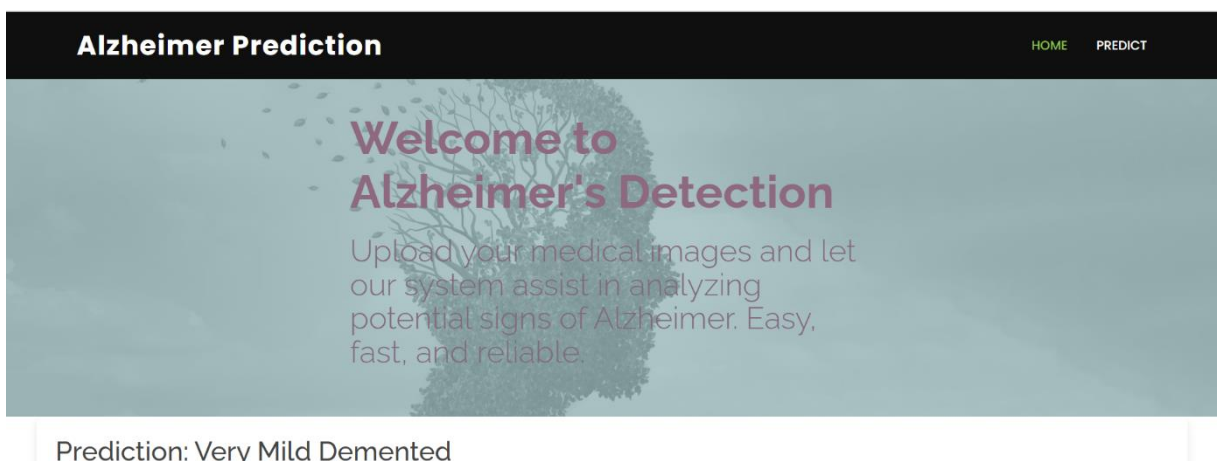 Alzheimer Prediction
HOME PREDICT
Welcome to
Alzheimer's Detection
Upload your medical images and let
our system assist in analyzing
potential signs of Alzheimer. Easy,
fast, and reliable.
Prediction: Very Mild Demented